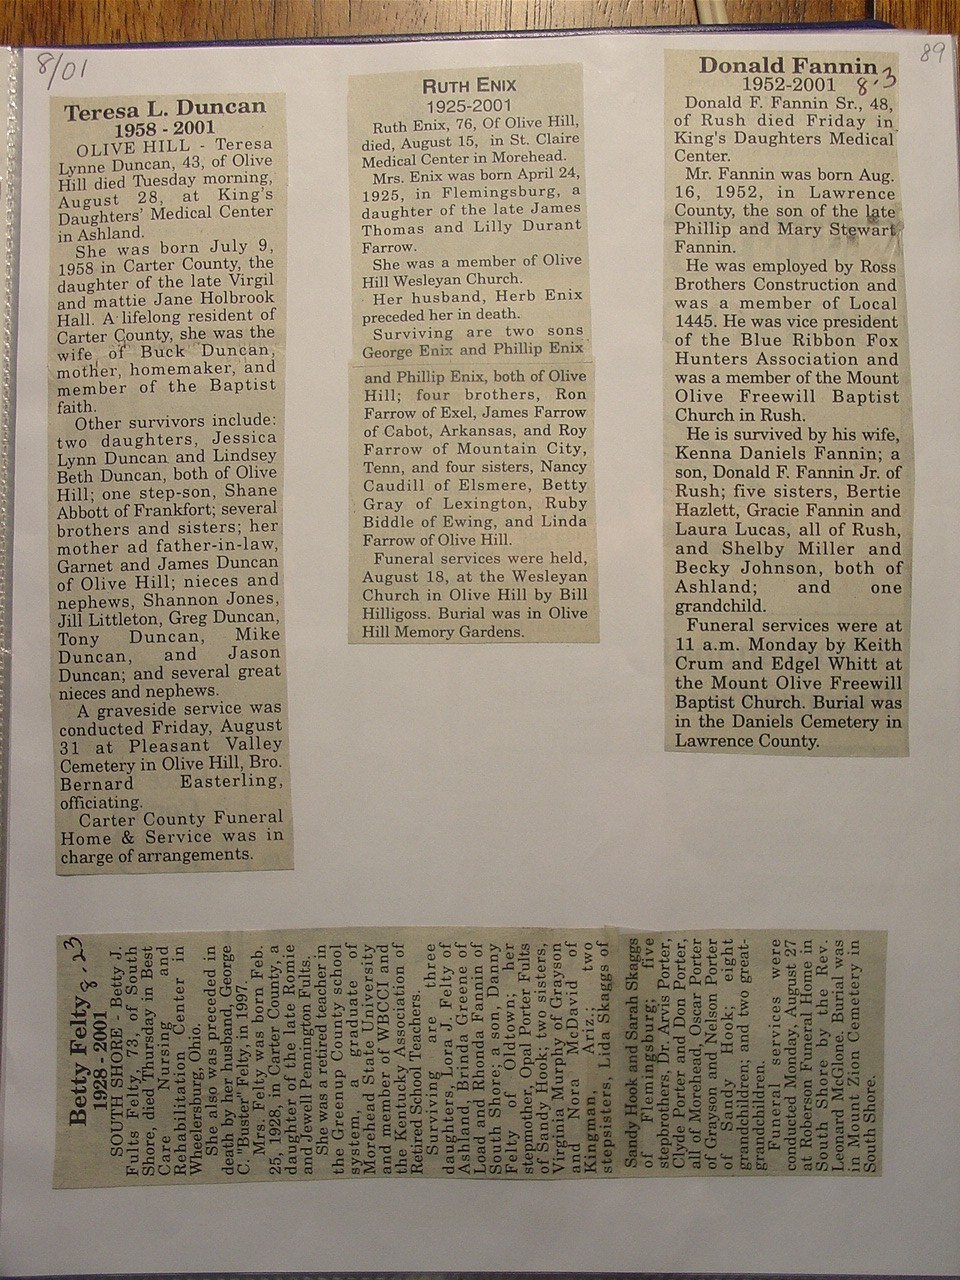 8/01
89
Teresa L. Duncan
1958 - 2001
OLIVE HILL - Teresa
Lynne Duncan, 43, of Olive
Hill died Tuesday morning,
August 28, at King's
Daughters' Medical Center
in Ashland.
She was born July 9,
1958 in Carter County, the
daughter of the late Virgil
and mattie Jane Holbrook
Hall. A lifelong resident of
Carter County, she was the
wife of Buck Duncan,
mother, homemaker, and
member of the Baptist
faith.
Other survivors include:
two daughters, Jessica
Lynn Duncan and Lindsey
Beth Duncan, both of Olive
Hill; one step-son, Shane
Abbott of Frankfort; several
brothers and sisters; her
mother ad father-in-law,
Garnet and James Duncan
of Olive Hill; nieces and
nephews, Shannon Jones,
Jill Littleton, Greg Duncan,
Tony Duncan, Mike
Duncan, and Jason
Duncan; and several great
nieces and nephews.
A graveside service was
conducted Friday, August
31 at Pleasant Valley
Cemetery in Olive Hill, Bro.
Bernard Easterling,
officiating.
Carter County Funeral
Home & Service was in
charge of arrangements.
RUTH ENIX
1925-2001
Ruth Enix, 76, Of Olive Hill,
died, August 15, in St. Claire
Medical Center in Morehead.
Mrs. Enix was born April 24,
1925, in Flemingsburg, a
daughter of the late James
Thomas and Lilly Durant
Farrow.
She was a member of Olive
Hill Wesleyan Church.
Her husband, Herb Enix
preceded her in death.
Surviving are two sons
George Enix and Phillip Enix
and Phillip Enix, both of Olive
Hill; four brothers, Ron
Farrow of Exel, James Farrow
of Cabot, Arkansas, and Roy
Farrow of Mountain City,
Tenn, and four sisters, Nancy
Caudill of Elsmere, Betty
Gray of Lexington, Ruby
Biddle of Ewing, and Linda
Farrow of Olive Hill.
Funeral services were held,
August 18, at the Wesleyan
Church in Olive Hill by Bill
Hilligoss. Burial was in Olive
Hill Memory Gardens.
Donald Fannin
1952-2001 8-3
Donald F. Fannin Sr., 48,
of Rush died Friday in
King's Daughters Medical
Center.
Mr. Fannin was born Aug.
16, 1952, in Lawrence
County, the son of the late
Phillip and Mary Stewart
Fannin.
He was employed by Ross
Brothers Construction and
was a member of Local
1445. He was vice president
of the Blue Ribbon Fox
Hunters Association and
was a member of the Mount
Olive Freewill Baptist
Church in Rush.
He is survived by his wife,
Kenna Daniels Fannin; a
son, Donald F. Fannin Jr. of
Rush; five sisters, Bertie
Hazlett, Gracie Fannin and
Laura Lucas, all of Rush,
and Shelby Miller and
Becky Johnson, both of
Ashland; and one
grandchild.
Funeral services were at
11 a.m. Monday by Keith
Crum and Edgel Whitt at
the Mount Olive Freewill
Baptist Church. Burial was
in the Daniels Cemetery in
Lawrence County.
Betty Felty 8-23
1928 - 2001
SOUTH SHORE - Betty J.
Fults Felty, 73, of South
Shore, died Thursday in Best
Care Nursing and
Rehabilitation Center in
Wheelersburg, Ohio.
She also was preceded in
death by her husband, George
C. "Buster" Felty, in 1997.
Mrs. Felty was born Feb.
25, 1928, in Carter County, a
daughter of the late Romie
and Jewell Pennington Fults.
She was a retired teacher in
the Greenup County school
system, a graduate of
Morehead State University
and member of WBCCI and
the Kentucky Association of
Retired School Teachers.
Surviving are three
daughters, Lora J. Felty of
Ashland, Brinda Greene of
Load and Rhonda Fannin of
South Shore; a son, Danny
Felty of Oldtown; her
stepmother, Opal Porter Fults
of Sandy Hook; two sisters,
Virginia Murphy of Grayson
and Nora McDavid of
Kingman, Ariz.; two
stepsisters, Lida Skaggs of
Sandy Hook and Sarah Skaggs
of Flemingsburg; five
stepbrothers, Dr. Arvis Porter,
Clyde Porter and Don Porter,
all of Morehead, Oscar Porter
of Grayson and Nelson Porter
of Sandy Hook; eight
grandchildren; and two great-
grandchildren.
Funeral services were
conducted Monday, August 27
at Roberson Funeral Home in
South Shore by the Rev.
Leonard McGlone. Burial was
in Mount Zion Cemetery in
South Shore.